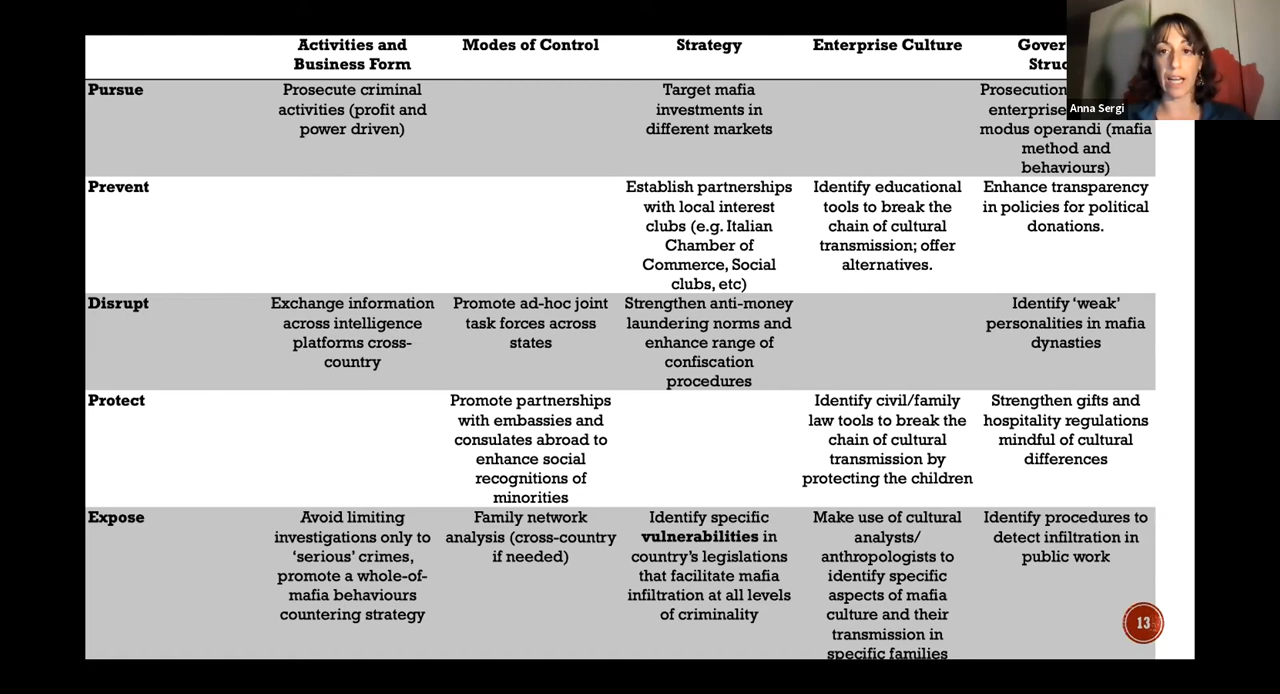 Activities and
Business Form
Modes of Control
Strategy
Enterprise Culture
Anna Sergi
Pursue
Prosecute criminal
activities (profit and
power driven)
Target mafia
investments in
different markets
Prosecution
enterprise
modus operandi (mafia
method and
behaviours)
Prevent
Establish partnerships
with local interest
clubs (e.g. Italian
Chamber of
Commerce, Social
clubs, etc)
Identify educational
tools to break the
chain of cultural
transmission; offer
alternatives.
Enhance transparency
in policies for political
donations.
Disrupt
Exchange information
across intelligence
platforms cross-
country
Promote ad-hoc joint
task forces across
states
Strengthen anti-money
laundering norms and
enhance range of
confiscation
procedures
Identify ‘weak’
personalities in mafia
dynasties
Protect
Promote partnerships
with embassies and
consulates abroad to
enhance social
recognitions of
minorities
Identify civil/family
law tools to break the
chain of cultural
transmission by
protecting the children
Strengthen gifts and
hospitality regulations
mindful of cultural
differences
Expose
Avoid limiting
investigations only to
‘serious’ crimes,
promote a whole-of-
mafia behaviours
countering strategy
Family network
analysis (cross-country
if needed)
Identify specific
vulnerabilities in
country’s legislations
that facilitate mafia
infiltration at all levels
of criminality
Make use of cultural
analysts/
anthropologists to
identify specific
aspects of mafia
culture and their
transmission in
specific families
Identify procedures to
detect infiltration in
public work
13